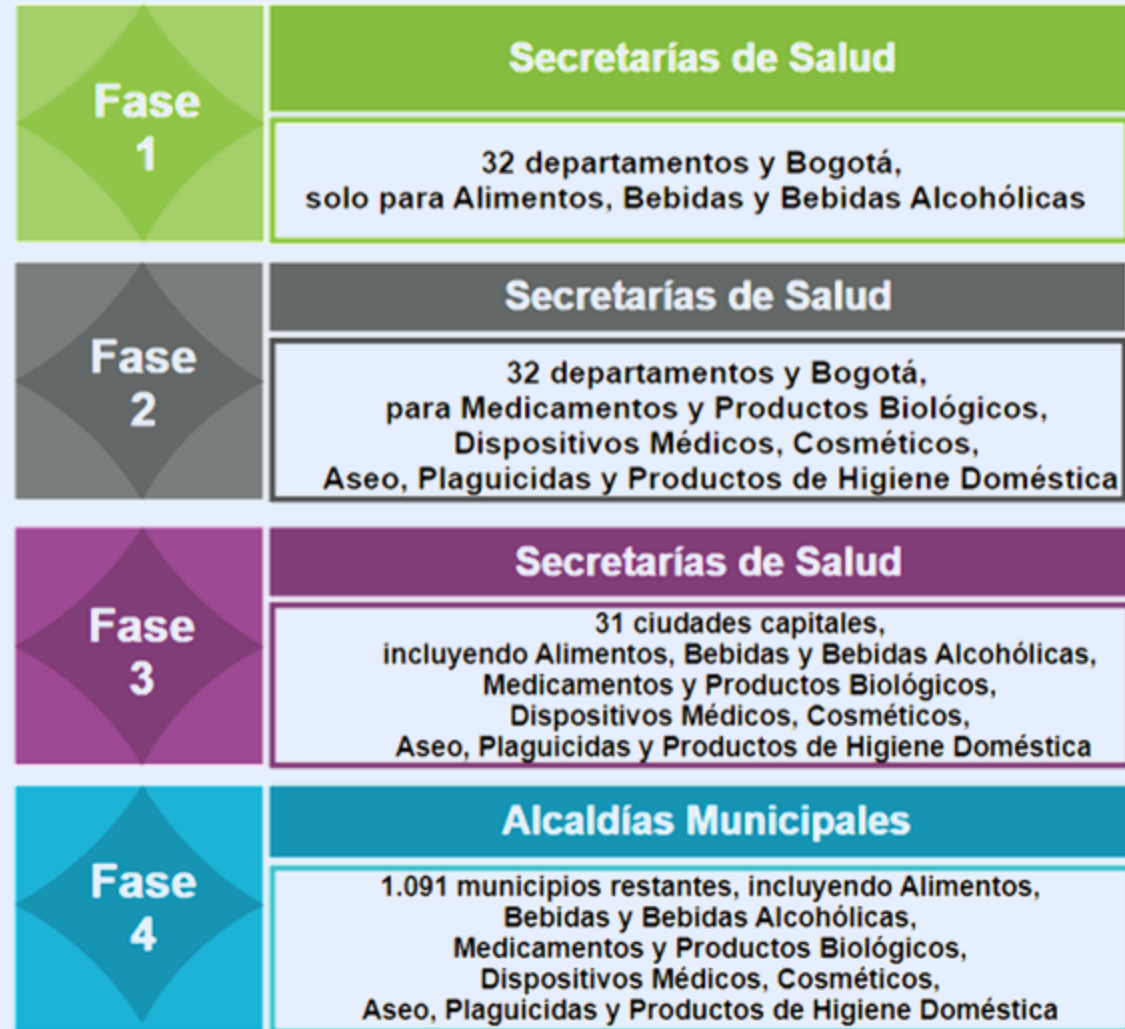 Fase
1
Secretarías de Salud
32 departamentos y Bogotá,
solo para Alimentos, Bebidas y Bebidas Alcohólicas
Fase
2
Secretarías de Salud
32 departamentos y Bogotá,
para Medicamentos y Productos Biológicos,
Dispositivos Médicos, Cosméticos,
Aseo, Plaguicidas y Productos de Higiene Doméstica
Fase
3
Secretarías de Salud
31 ciudades capitales,
incluyendo Alimentos, Bebidas y Bebidas Alcohólicas,
Medicamentos y Productos Biológicos,
Dispositivos Médicos, Cosméticos,
Aseo, Plaguicidas y Productos de Higiene Doméstica
Fase
4
Alcaldías Municipales
1.091 municipios restantes, incluyendo Alimentos,
Bebidas y Bebidas Alcohólicas,
Medicamentos y Productos Biológicos,
Dispositivos Médicos, Cosméticos,
Aseo, Plaguicidas y Productos de Higiene Doméstica